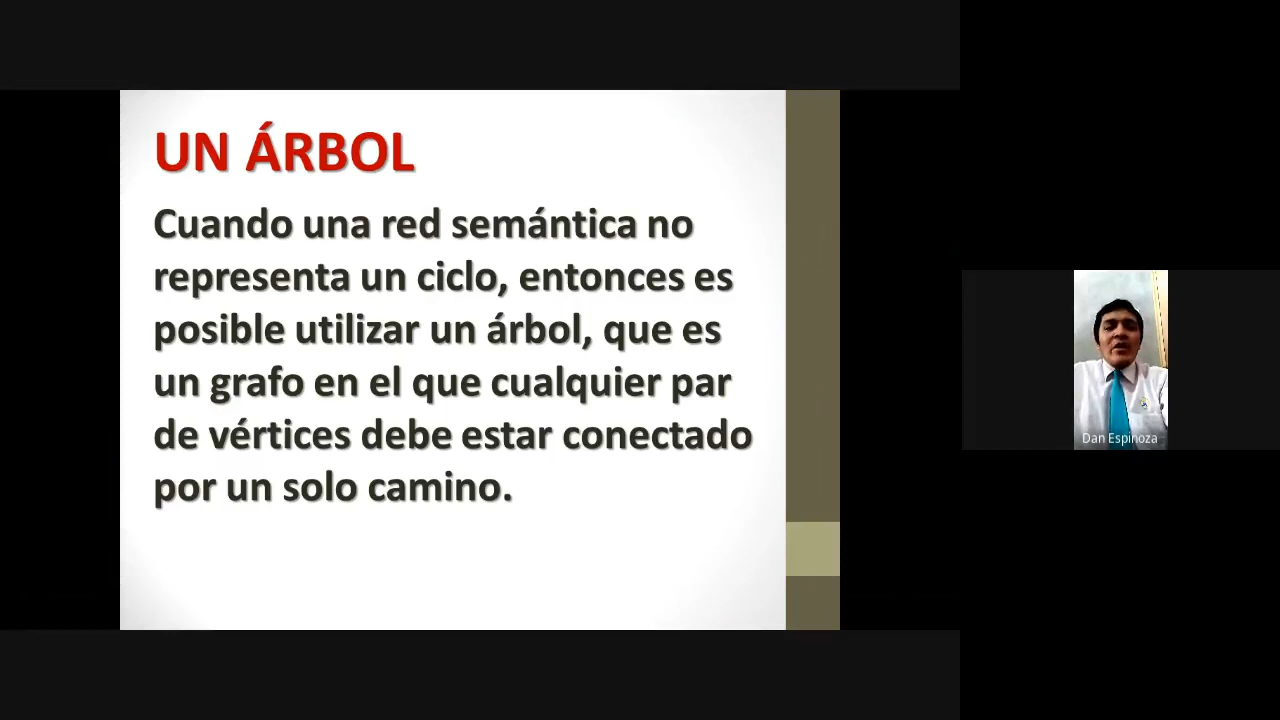 UN ÁRBOL
Cuando una red semántica no
representa un ciclo, entonces es
posible utilizar un árbol, que es
un grafo en el que cualquier par
de vértices debe estar conectado
por un solo camino.
Dan Espinoza